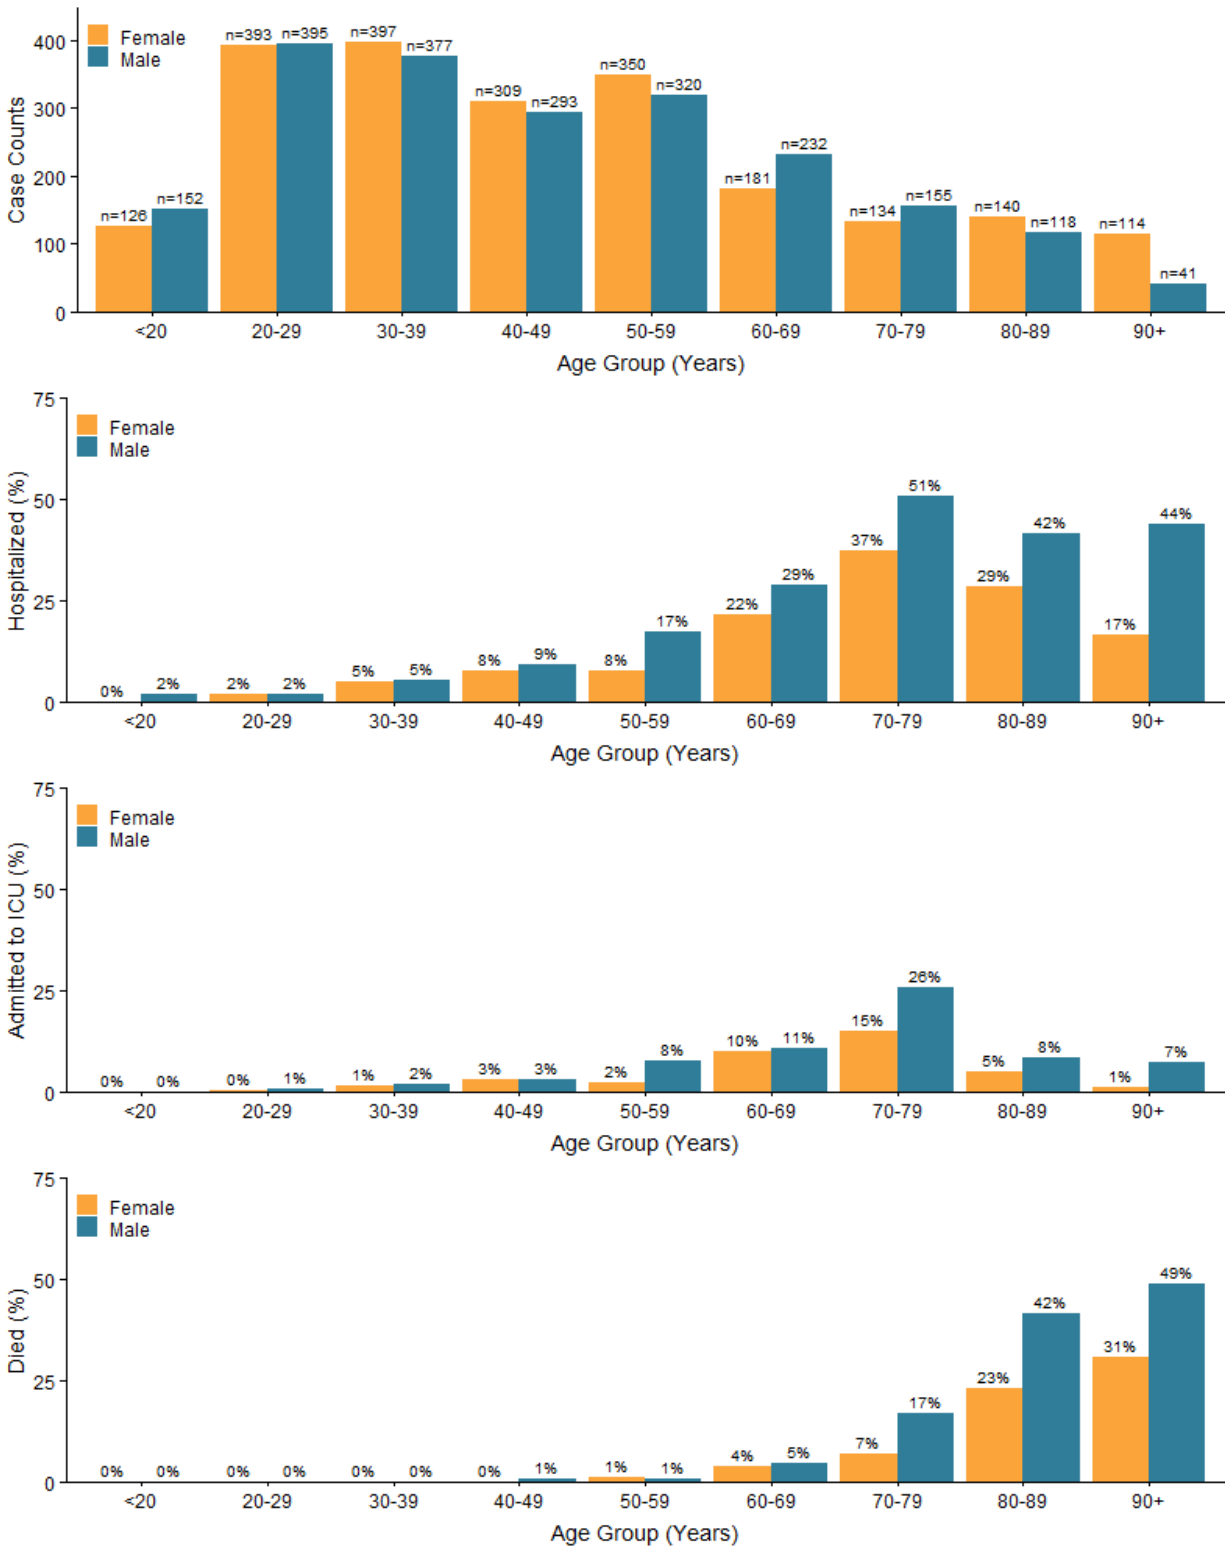 400
300
200
100
0
Case Counts
Female
Male
n=126
n=152
n=393
n=395
n=397
n=377
n=309
n=293
n=350
n=320
n=181
n=232
n=134
n=155
n=140
n=118
n=114
n=41
<20 20-29 30-39 40-49 50-59 60-69 70-79 80-89 90+
Age Group (Years)
75
50
25
0
Hospitalized (%)
Female
Male
0%
2%
2%
2%
5%
5%
8%
9%
8%
17%
22%
29%
37%
51%
29%
42%
17%
44%
<20 20-29 30-39 40-49 50-59 60-69 70-79 80-89 90+
Age Group (Years)
75
50
25
0
Admitted to ICU (%)
Female
Male
0%
0%
0%
1%
1%
2%
3%
3%
2%
8%
10%
11%
15%
26%
5%
8%
1%
7%
<20 20-29 30-39 40-49 50-59 60-69 70-79 80-89 90+
Age Group (Years)
75
50
25
0
Died (%)
Female
Male
0%
0%
0%
0%
0%
0%
0%
1%
1%
1%
4%
5%
7%
17%
23%
42%
31%
49%
<20 20-29 30-39 40-49 50-59 60-69 70-79 80-89 90+
Age Group (Years)